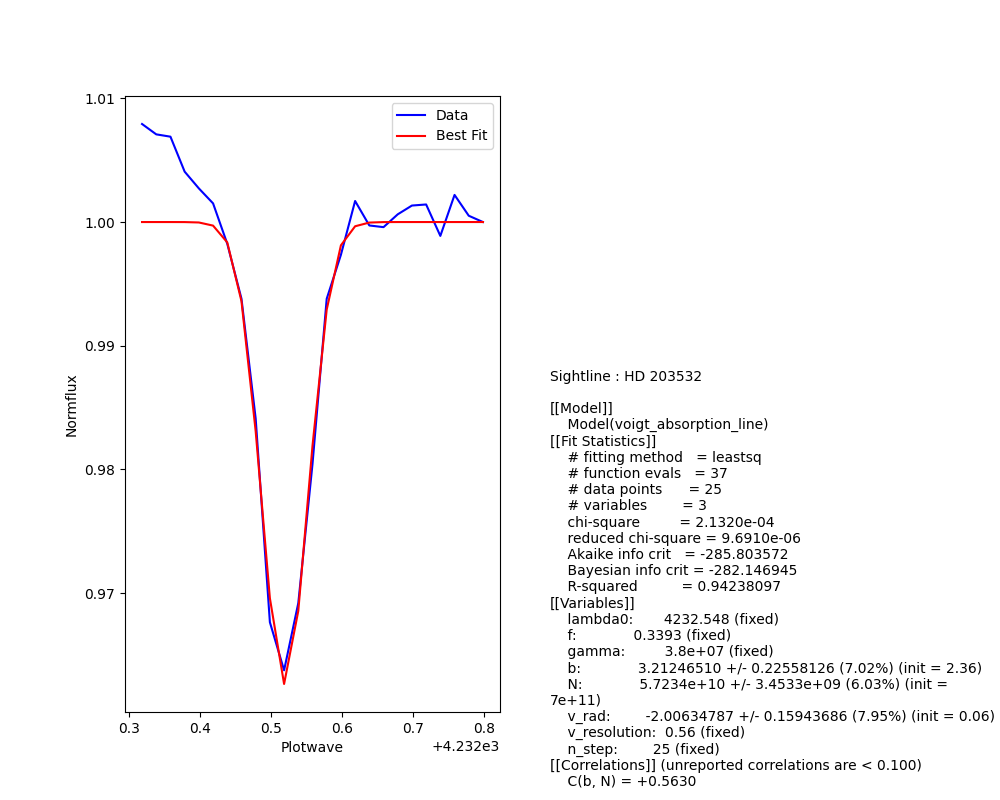 1.01
1.00
0.99
0.98
0.97
Normflux
0.3 0.4 0.5 0.6 0.7 0.8
Plotwave
+4.232e3
Data
Best Fit
Sightline : HD 203532
[[Model]]
Model(voigt_absorption_line)
[[Fit Statistics]]
# fitting method = leastsq
# function evals = 37
# data points = 25
# variables = 3
chi-square = 2.1320e-04
reduced chi-square = 9.6910e-06
Akaike info crit = -285.803572
Bayesian info crit = -282.146945
R-squared = 0.94238097
[[Variables]]
lambda0: 4232.548 (fixed)
f: 0.3393 (fixed)
gamma: 3.8e+07 (fixed)
b: 3.21246510 +/- 0.22558126 (7.02%) (init = 2.36)
N: 5.7234e+10 +/- 3.4533e+09 (6.03%) (init =
7e+11)
v_rad: -2.00634787 +/- 0.15943686 (7.95%) (init = 0.06)
v_resolution: 0.56 (fixed)
n_step: 25 (fixed)
[[Correlations]] (unreported correlations are < 0.100)
C(b, N) = +0.5630